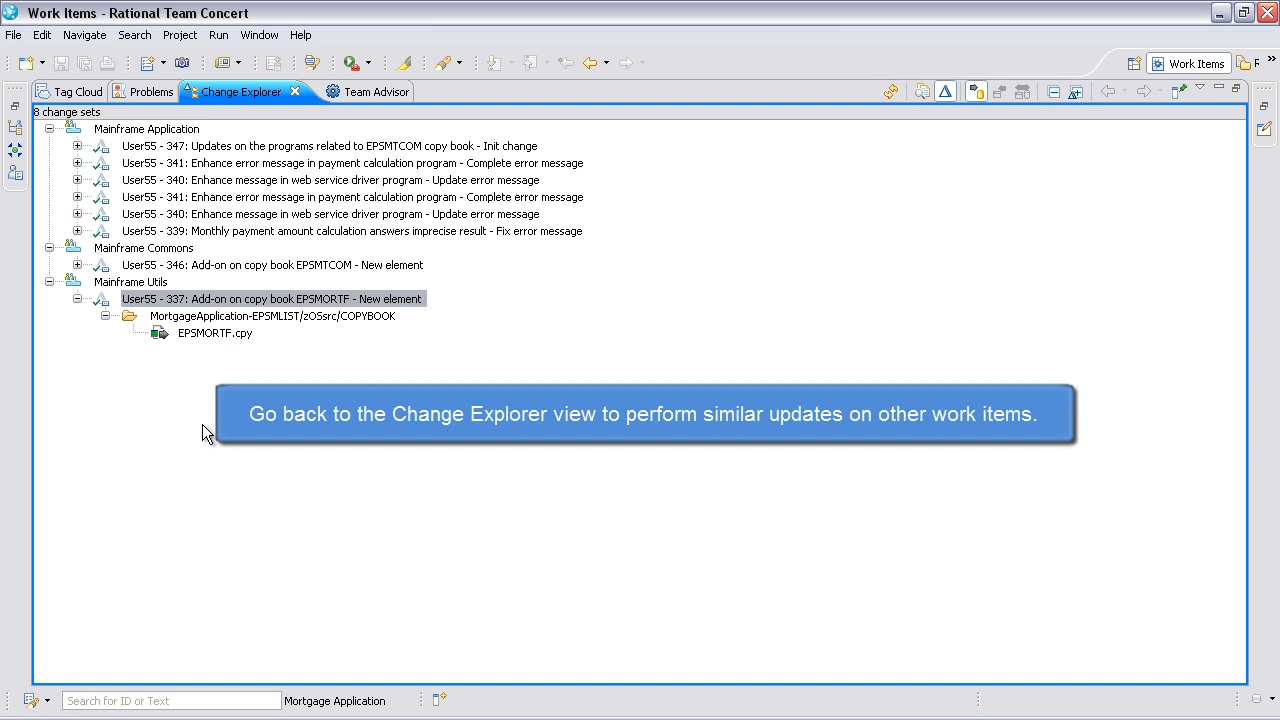 Work Items - Rational Team Concert
File Edit Navigate Search Project Run Window Help
Work Items F »
Tag Cloud Problems Change Explorer Team Advisor
8 change sets
Mainframe Application
User55 - 347: Updates on the programs related to EPSMTCOM copy book - Init change
User55 - 341: Enhance error message in payment calculation program - Complete error message
User55 - 340: Enhance message in web service driver program - Update error message
User55 - 341: Enhance error message in payment calculation program - Complete error message
User55 - 340: Enhance message in web service driver program - Update error message
User55 - 339: Monthly payment amount calculation answers imprecise result - Fix error message
Mainframe Commons
User55 - 346: Add-on on copy book EPSMTCOM - New element
Mainframe Utils
User55 - 337: Add-on on copy book EPSMORTF - New element
MortgageApplication-EPSMLIST/zOSsrc/COPYBOOK
EPSMORTF.cpy
Go back to the Change Explorer view to perform similar updates on other work items.
Search for ID or Text Mortgage Application